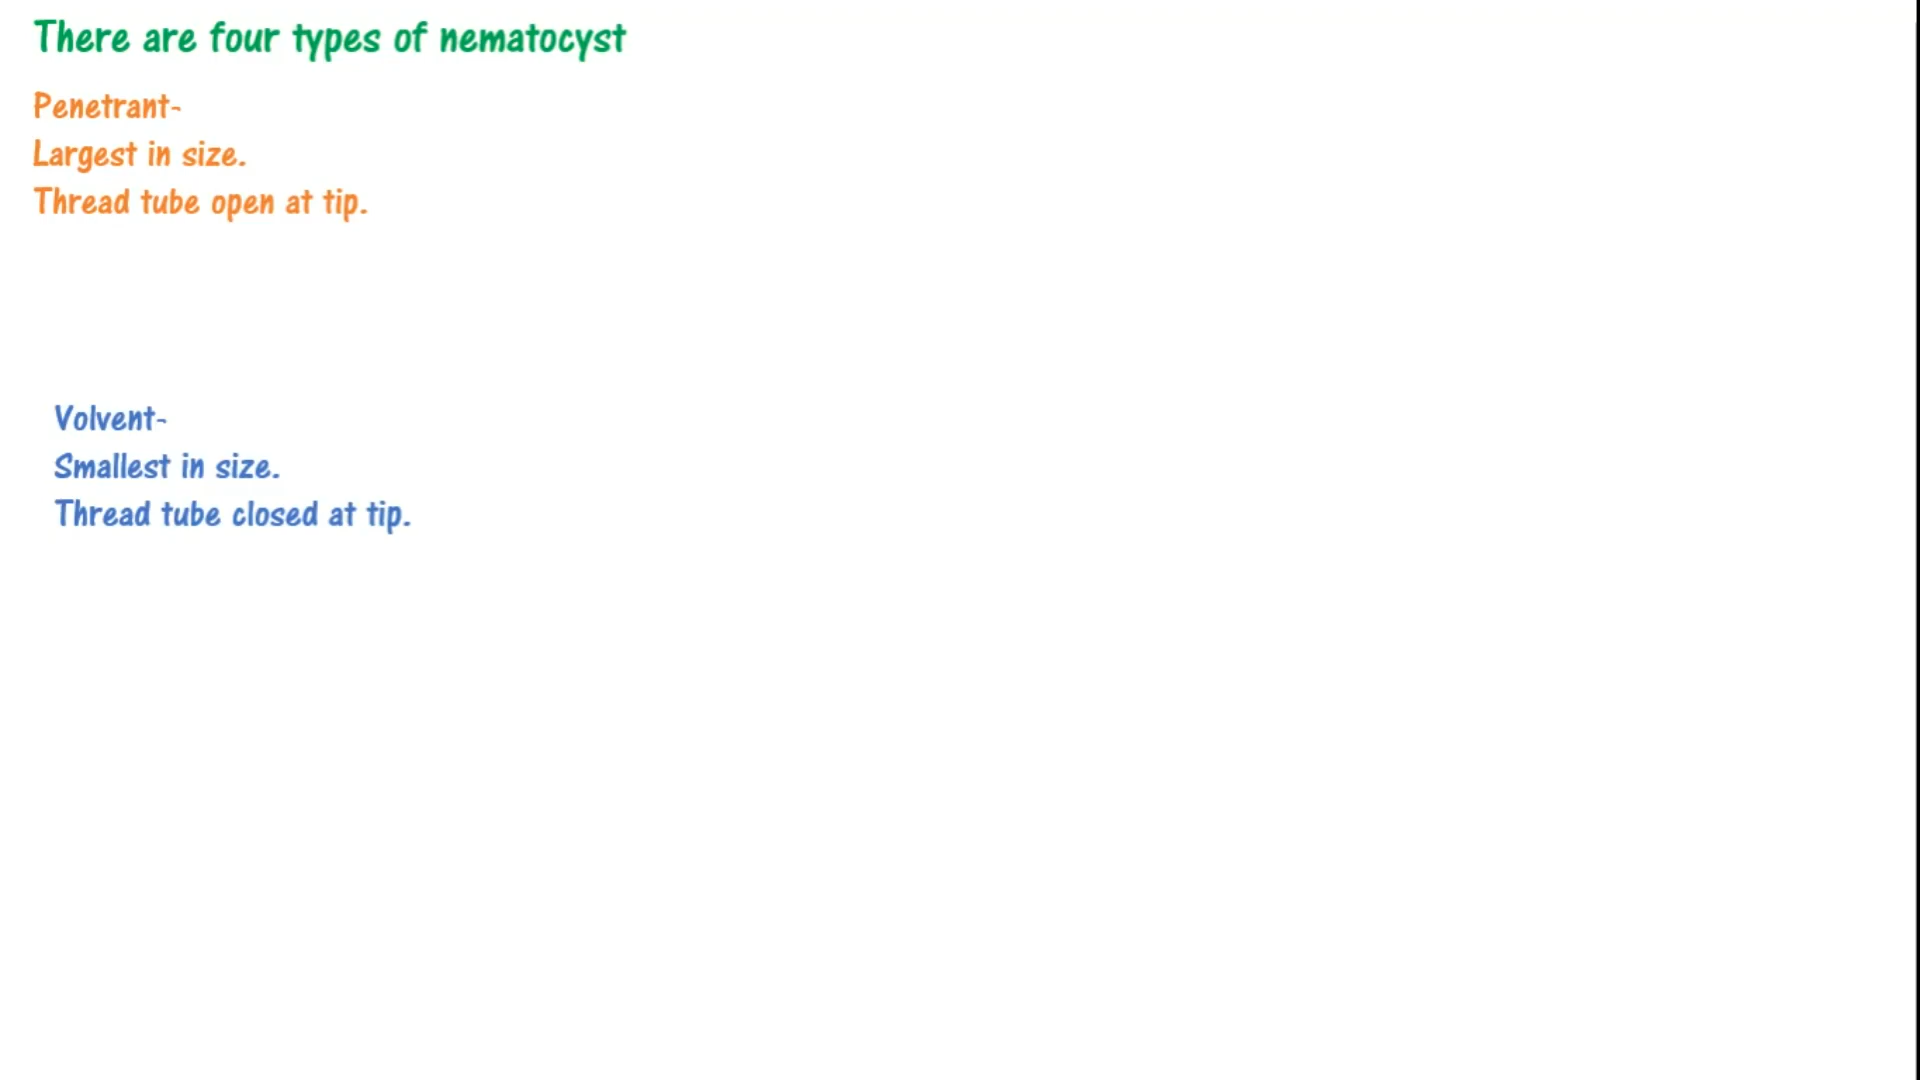 There are four types of nematocyst
Penetrant-
Largest in size.
Thread tube open at tip.
Volvent-
Smallest in size.
Thread tube closed at tip.